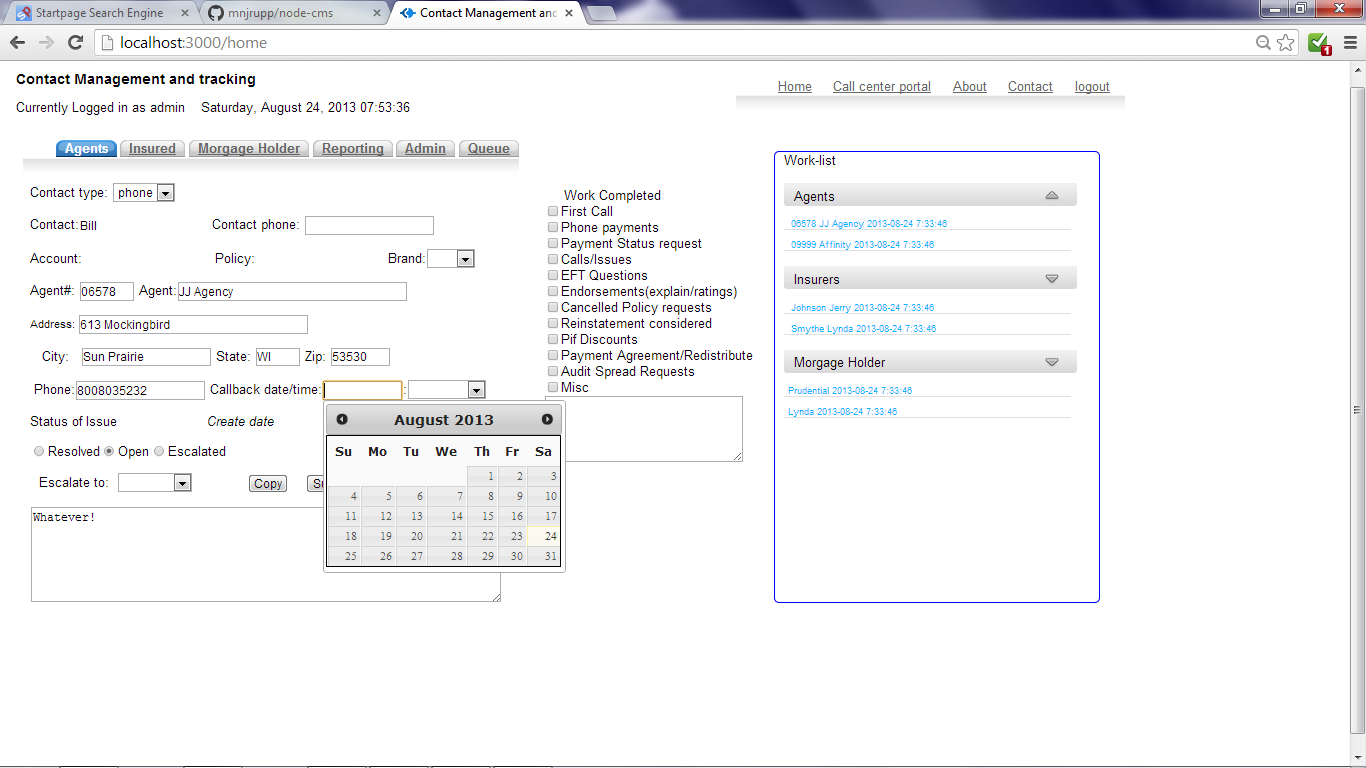 Startpage Search Engine mnjrupp/node-cms Contact Management and
localhost:3000/home 1
Contact Management and tracking
Currently Logged in as admin Saturday, August 24, 2013 07:53:36
Home Call center portal About Contact logout
Agents Insured Morgage Holder Reporting Admin Queue
Contact type: phone
Contact: Bill Contact phone:
Account: Policy: Brand:
Agent#: 06578 Agent: JJ Agency
Address: 613 Mockingbird
City: Sun Prairie State: WI Zip: 53530
Phone: 8008035232 Callback date/time: :
Status of Issue Create date
Resolved Open Escalated
Escalate to: Copy
Whatever!
August 2013
Su Mo Tu We Th Fr Sa
1 2 3
4 5 6 7 8 9 10
11 12 13 14 15 16 17
18 19 20 21 22 23 24
25 26 27 28 29 30 31
Work Completed
First Call
Phone payments
Payment Status request
Calls/Issues
EFT Questions
Endorsements(explain/ratings)
Cancelled Policy requests
Reinstatement considered
Pif Discounts
Payment Agreement/Redistribute
Audit Spread Requests
Misc
Work-list
Agents
06578 JJ Agency 2013-08-24 7:33:46
09999 Affinity 2013-08-24 7:33:46
Insurers
Johnson Jerry 2013-08-24 7:33:46
Smythe Lynda 2013-08-24 7:33:46
Morgage Holder
Prudential 2013-08-24 7:33:46
Lynda 2013-08-24 7:33:46